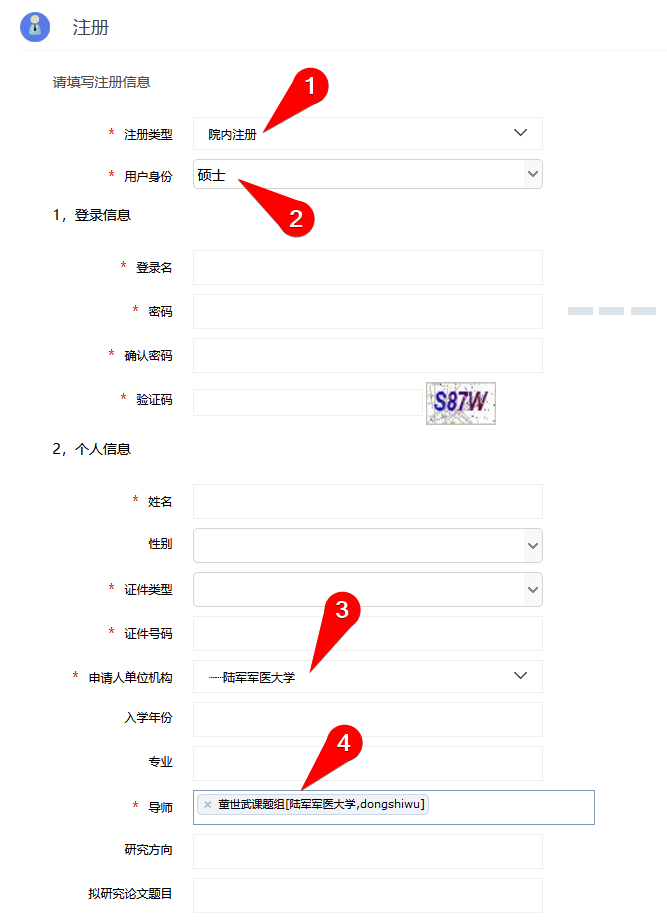 注册
请填写注册信息
1
* 注册类型 院内注册
* 用户身份 硕士
2
1，登录信息
* 登录名
* 密码
* 确认密码
* 验证码 S87W
2，个人信息
* 姓名
性别
* 证件类型
3
* 证件号码
* 申请人单位机构 ----陆军军医大学
入学年份
4
专业
* 导师 × 董世武课题组[陆军军医大学,dongshiwu]
研究方向
拟研究论文题目